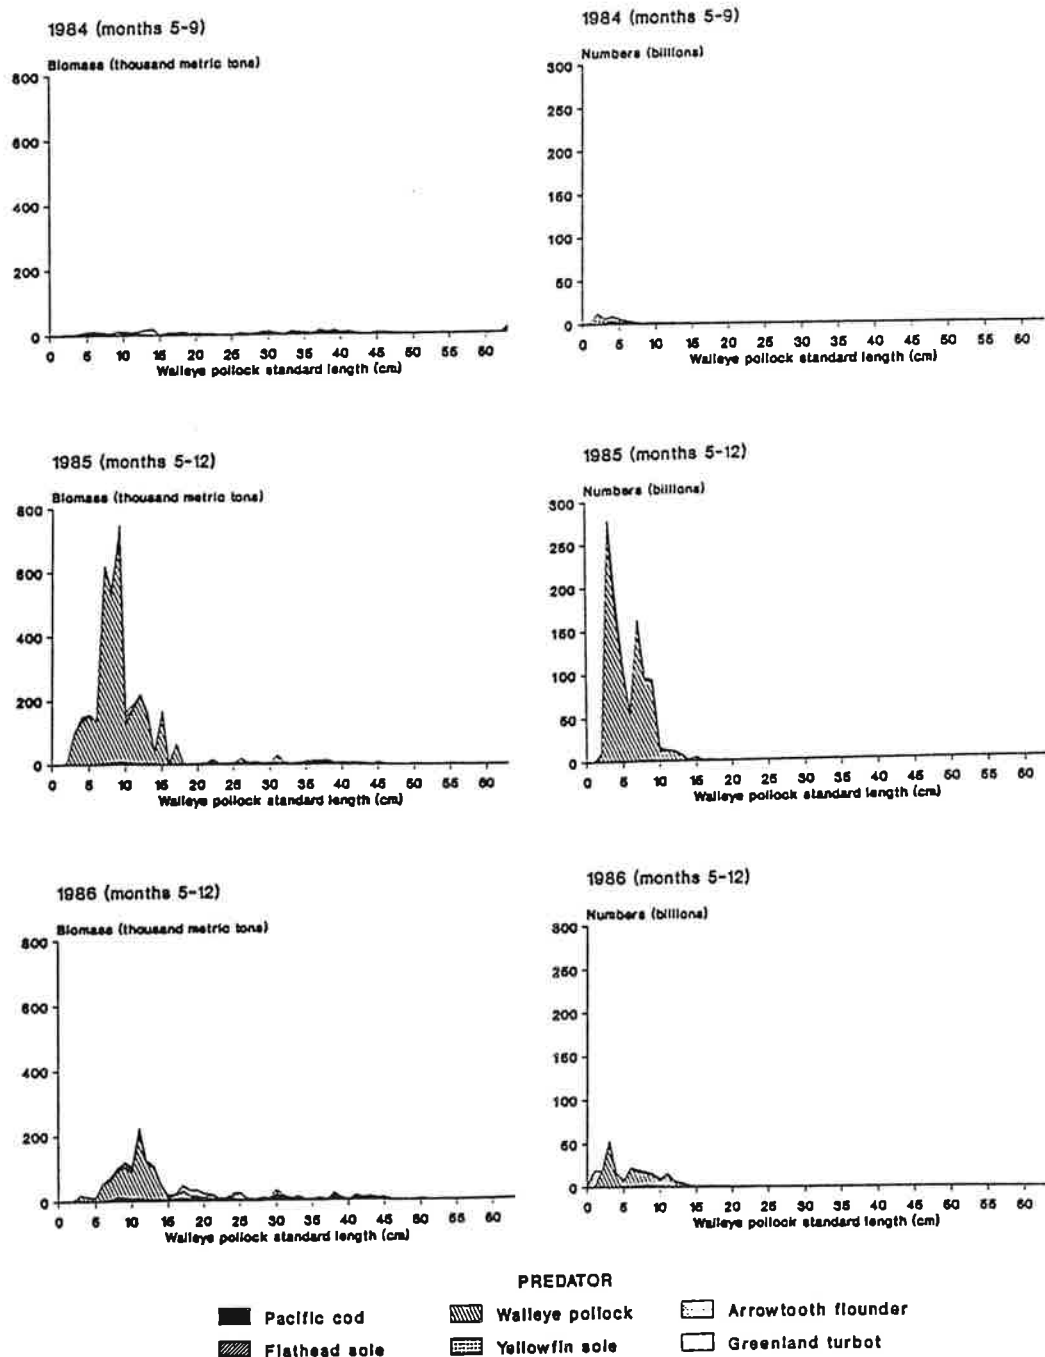 1984 (months 5-9)
Biomass (thousand metric tons)
800
600
400
200
0
0 5 10 15 20 25 30 35 40 45 50 55 60
Walleye pollock standard length (cm)
1984 (months 5-9)
Numbers (billions)
300
250
200
150
100
50
0
0 5 10 15 20 25 30 35 40 45 50 55 60
Walleye pollock standard length (cm)
1985 (months 5-12)
Biomass (thousand metric tons)
800
600
400
200
0
0 5 10 15 20 25 30 35 40 45 50 55 60
Walleye pollock standard length (cm)
1985 (months 5-12)
Numbers (billions)
300
250
200
150
100
50
0
0 5 10 15 20 25 30 35 40 45 50 55 60
Walleye pollock standard length (cm)
1986 (months 5-12)
Biomass (thousand metric tons)
800
600
400
200
0
0 5 10 15 20 25 30 35 40 45 50 55 60
Walleye pollock standard length (cm)
1986 (months 5-12)
Numbers (billions)
300
250
200
150
100
50
0
0 5 10 15 20 25 30 35 40 45 50 55 60
Walleye pollock standard length (cm)
PREDATOR
Pacific cod
Walleye pollock
Arrowtooth flounder
Flathead sole
Yellowfin sole
Greenland turbot